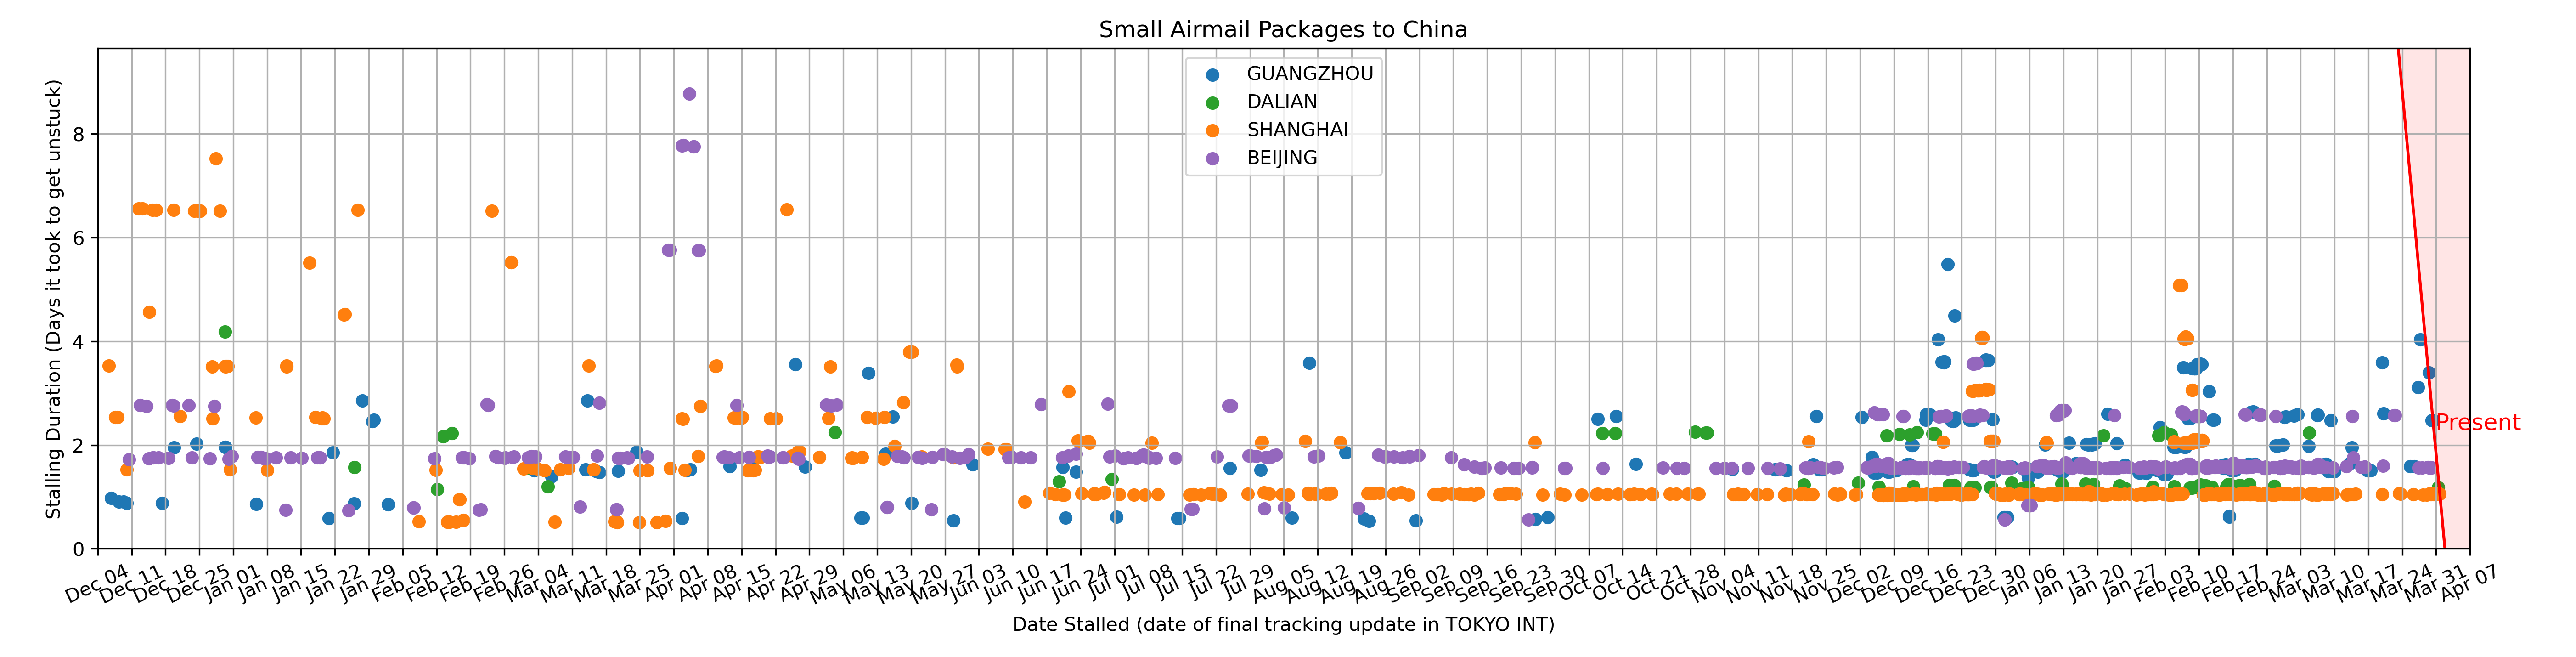 Small Airmail Packages to China
GUANGZHOU
DALIAN
SHANGHAI
BEIJING
Stalling Duration (Days it took to get unstuck)
8
6
4
2
0
Present
Dec 04
Dec 11
Dec 18
Dec 25
Jan 01
Jan 08
Jan 15
Jan 22
Jan 29
Feb 05
Feb 12
Feb 19
Feb 26
Mar 04
Mar 11
Mar 18
Mar 25
Apr 01
Apr 08
Apr 15
Apr 22
Apr 29
May 06
May 13
May 20
May 27
Jun 03
Jun 10
Jun 17
Jun 24
Jul 01
Jul 08
Jul 15
Jul 22
Jul 29
Aug 05
Aug 12
Aug 19
Aug 26
Sep 02
Sep 09
Sep 16
Sep 23
Sep 30
Oct 07
Oct 14
Oct 21
Oct 28
Nov 04
Nov 11
Nov 18
Nov 25
Dec 02
Dec 09
Dec 16
Dec 23
Dec 30
Jan 06
Jan 13
Jan 20
Jan 27
Feb 03
Feb 10
Feb 17
Feb 24
Mar 03
Mar 10
Mar 17
Mar 24
Mar 31
Apr 07
Date Stalled (date of final tracking update in TOKYO INT)